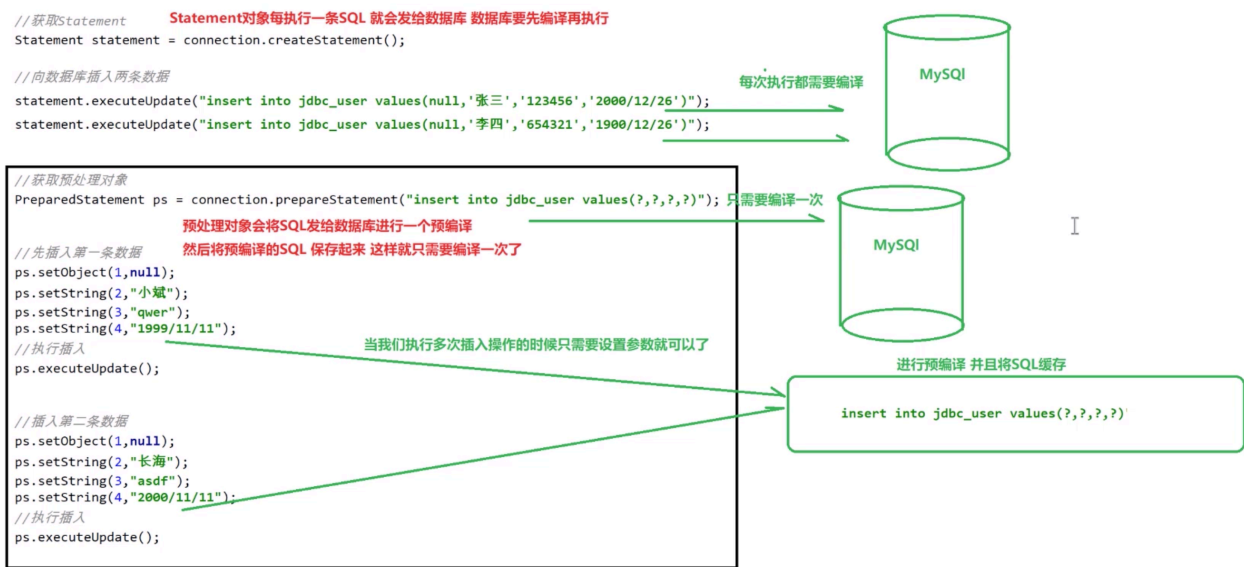 //获取Statement
Statement对象每执行一条SQL 就会发给数据库 数据库要先编译再执行
Statement statement = connection.createStatement();
//向数据库插入两条数据
每次执行都需要编译
MySQl
statement.executeUpdate("insert into jdbc_user values(null,'张三','123456','2000/12/26')");
statement.executeUpdate("insert into jdbc_user values(null,'李四','654321','1900/12/26')");
//获取预处理对象
PreparedStatement ps = connection.prepareStatement("insert into jdbc_user values(?,?,?,?)");
只需要编译一次
MySQl
预处理对象会将SQL发给数据库进行一个预编译
然后将预编译的SQL 保存起来 这样就只需要编译一次了
//先插入第一条数据
ps.setObject(1,null);
ps.setString(2,"小斌");
ps.setString(3,"qwer");
ps.setString(4,"1999/11/11");
//执行插入
ps.executeUpdate();
当我们执行多次插入操作的时候只需要设置参数就可以了
进行预编译 并且将SQL缓存
insert into jdbc_user values(?,?,?,?)
//插入第二条数据
ps.setObject(1,null);
ps.setString(2,"长海");
ps.setString(3,"asdf");
ps.setString(4,"2000/11/11");
//执行插入
ps.executeUpdate();